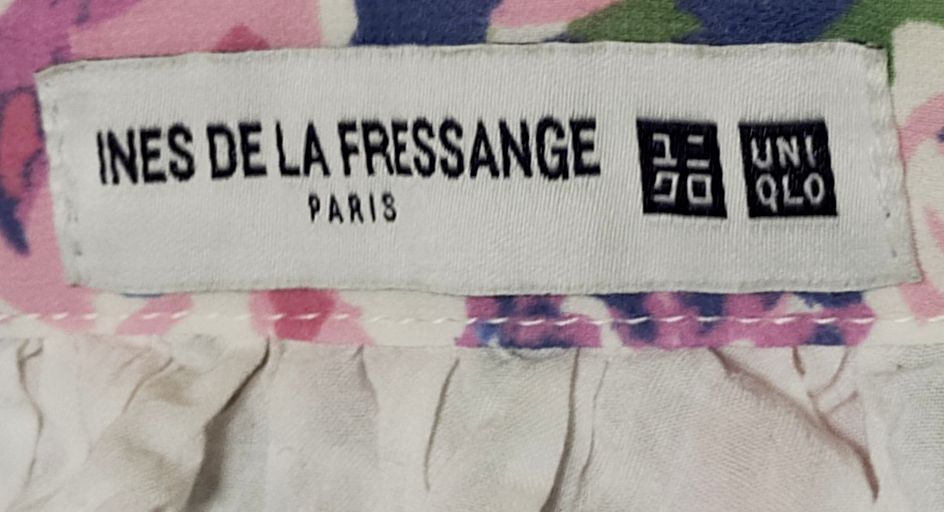 INES DE LA FRESSANGE
PARIS
ユニ
クロ
UNI
QLO